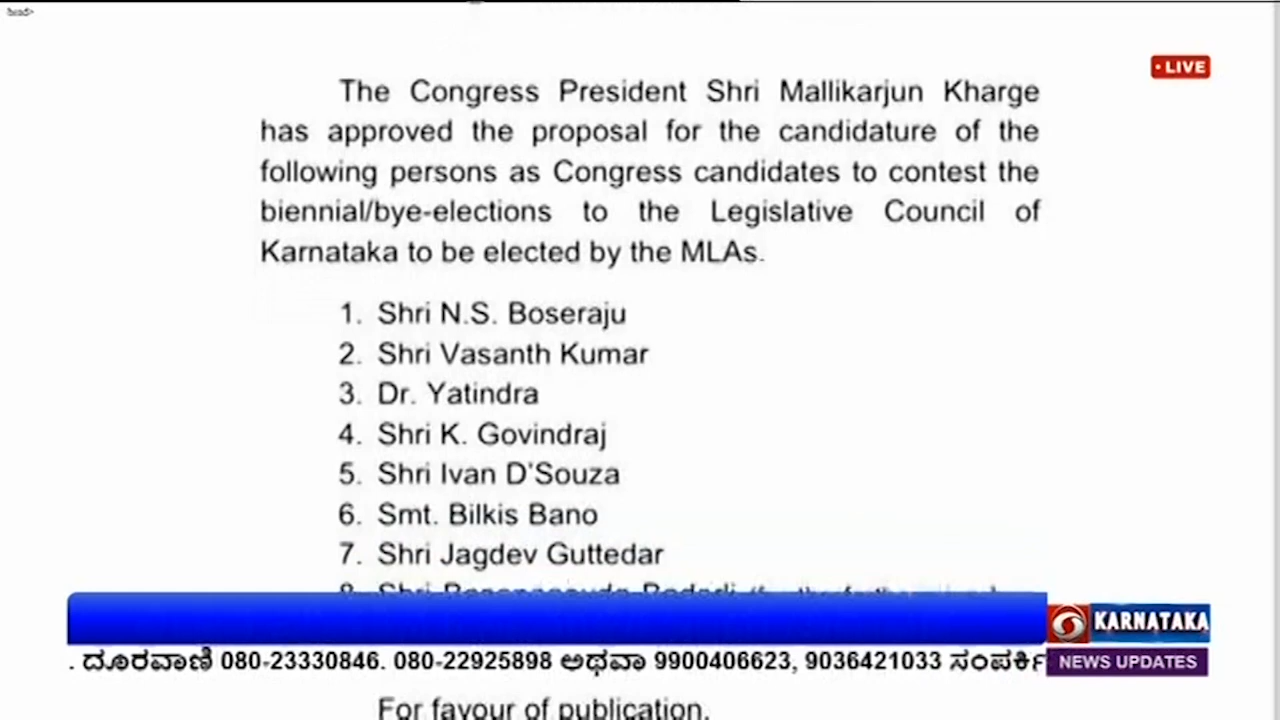 head>
• LIVE
The Congress President Shri Mallikarjun Kharge
has approved the proposal for the candidature of the
following persons as Congress candidates to contest the
biennial/bye-elections to the Legislative Council of
Karnataka to be elected by the MLAs.
1. Shri N.S. Boseraju
2. Shri Vasanth Kumar
3. Dr. Yatindra
4. Shri K. Govindraj
5. Shri Ivan D'Souza
6. Smt. Bilkis Bano
7. Shri Jagdev Guttedar
8. Shri
KARNATAKA
. ದೂರವಾಣಿ 080-23330846. 080-22925898 ಅಥವಾ 9900406623, 9036421033 ಸಂಪರ್ಕಿ
NEWS UPDATES
For favour of publication.